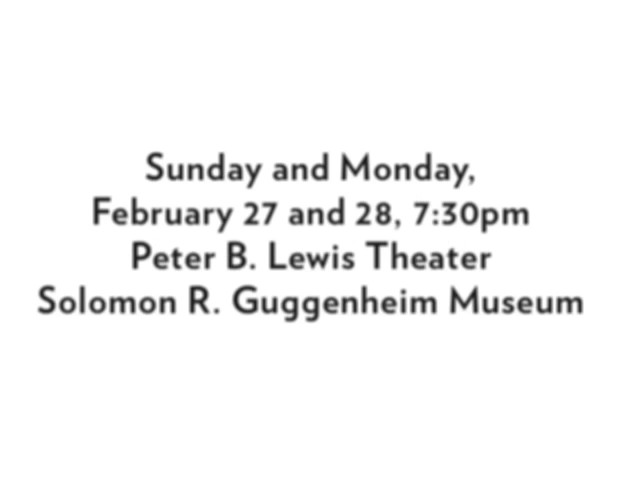 Sunday and Monday,
February 27 and 28, 7:30pm
Peter B. Lewis Theater
Solomon R. Guggenheim Museum